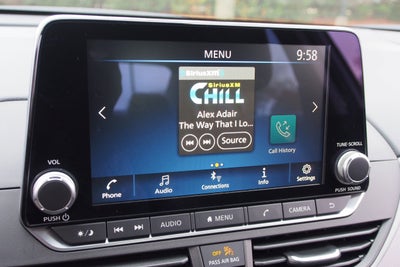 MENU
9:58
SiriusXM
SiriusXM
CHILL
Alex Adair
The Way That I Lo...
Source
Call History
Phone
Audio
Connections
Info
Settings
VOL
PUSH
TUNE·SCROLL
PUSH SOUND
AUDIO
MENU
CAMERA
OFF
PASS AIR BAG